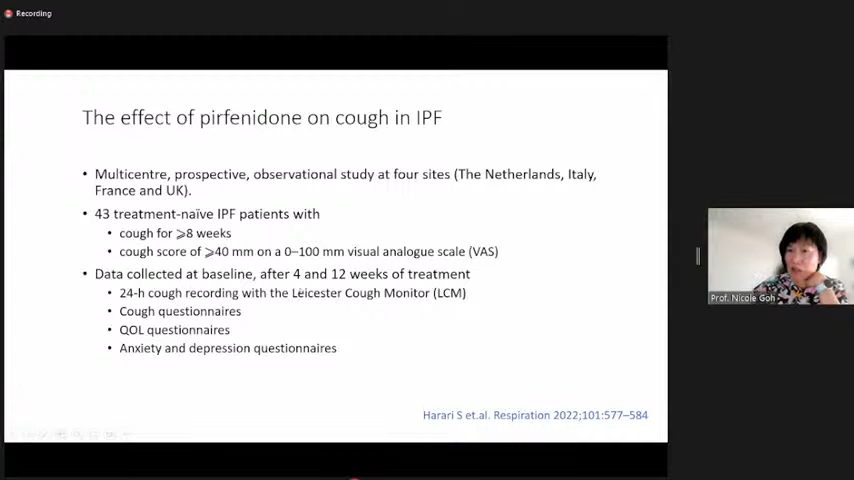 Recording
The effect of pirfenidone on cough in IPF
• Multicentre, prospective, observational study at four sites (The Netherlands, Italy,
France and UK).
• 43 treatment-naïve IPF patients with
• cough for ⩾8 weeks
• cough score of ⩾40 mm on a 0–100 mm visual analogue scale (VAS)
• Data collected at baseline, after 4 and 12 weeks of treatment
• 24-h cough recording with the Leicester Cough Monitor (LCM)
• Cough questionnaires
• QOL questionnaires
• Anxiety and depression questionnaires
Harari S et.al. Respiration 2022;101:577–584
Prof. Nicole Goh